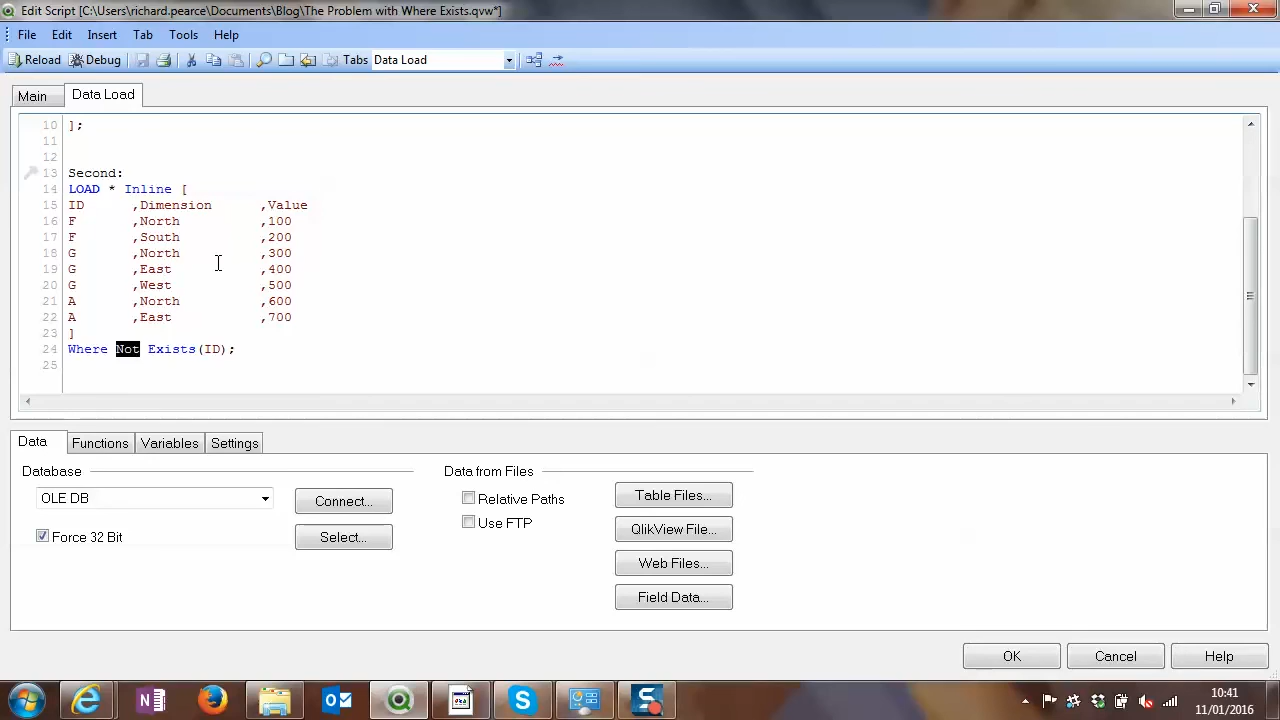 Edit Script [C:\Users\richard.pearce\Documents\Blog\The Problem with Where Exists.qvw*]
File Edit Insert Tab Tools Help
Reload Debug Tabs Data Load
Main Data Load
10 ];
11
12
13 Second:
14 LOAD * Inline [
15 ID ,Dimension ,Value
16 F ,North ,100
17 F ,South ,200
18 G ,North ,300
19 G ,East ,400
20 G ,West ,500
21 A ,North ,600
22 A ,East ,700
23 ]
24 Where Not Exists(ID);
25
Data Functions Variables Settings
Database Data from Files
OLE DB Connect... Relative Paths Table Files...
Use FTP QlikView File...
Force 32 Bit Select... Web Files...
Field Data...
OK Cancel Help
10:41
11/01/2016